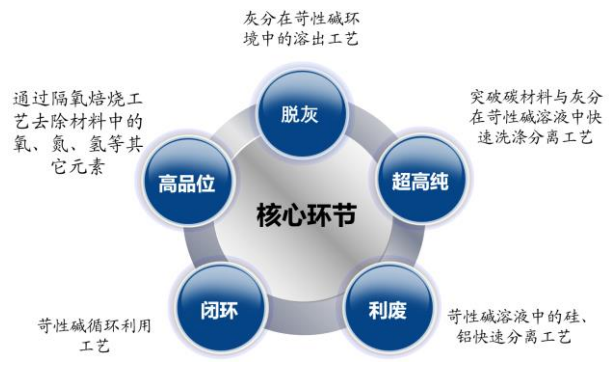 灰分在苛性碱环
境中的溶出工艺
脱灰
通过隔氧焙烧工
艺去除材料中的
氧、氮、氢等其
它元素
高品位
突破碳材料与灰分
在苛性碱溶液中快
速洗涤分离工艺
超高纯
核心环节
闭环
苛性碱循环利用
工艺
利废
苛性碱溶液中的硅、
铝快速分离工艺